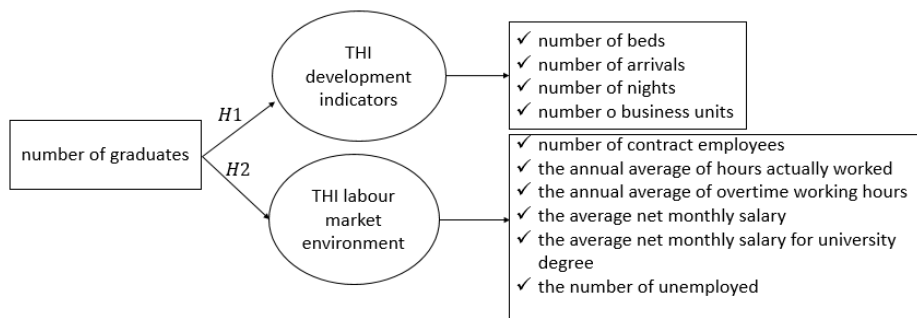 number of graduates
H1
H2
THI
development
indicators
THI labour
market
environment
✓ number of beds
✓ number of arrivals
✓ number of nights
✓ number o business units
✓ number of contract employees
✓ the annual average of hours actually worked
✓ the annual average of overtime working hours
✓ the average net monthly salary
✓ the average net monthly salary for university
degree
✓ the number of unemployed